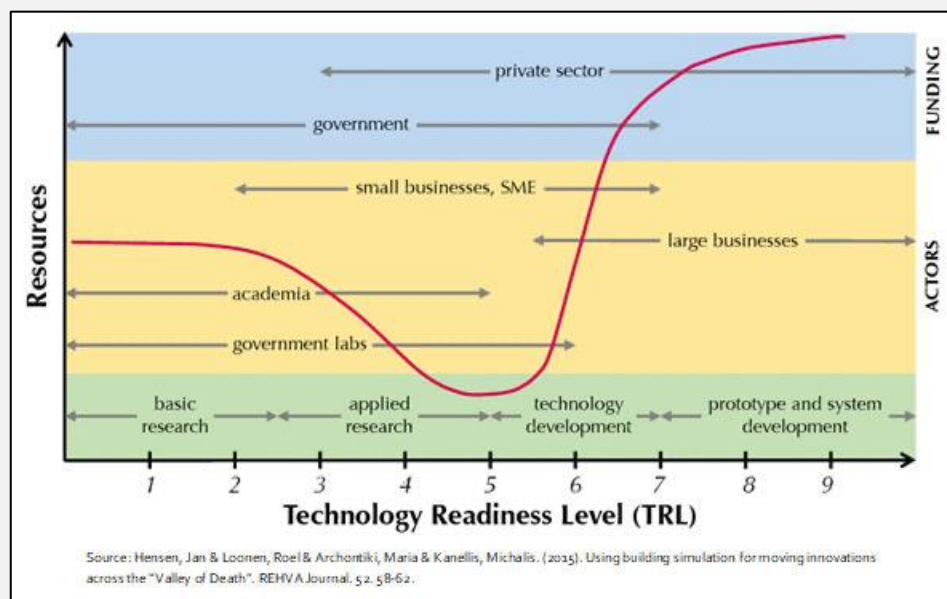 private sector
government
FUNDING
small businesses, SME
large businesses
academia
government labs
ACTORS
Resources
basic
research
applied
research
technology
development
prototype and system
development
1 2 3 4 5 6 7 8 9
Technology Readiness Level (TRL)
Source: Hensen, Jan & Loonen, Roel & Archontiki, Maria & Kanellis, Michalis. (2015). Using building simulation for moving innovations
across the "Valley of Death". REHVA Journal. 52. 58-62.